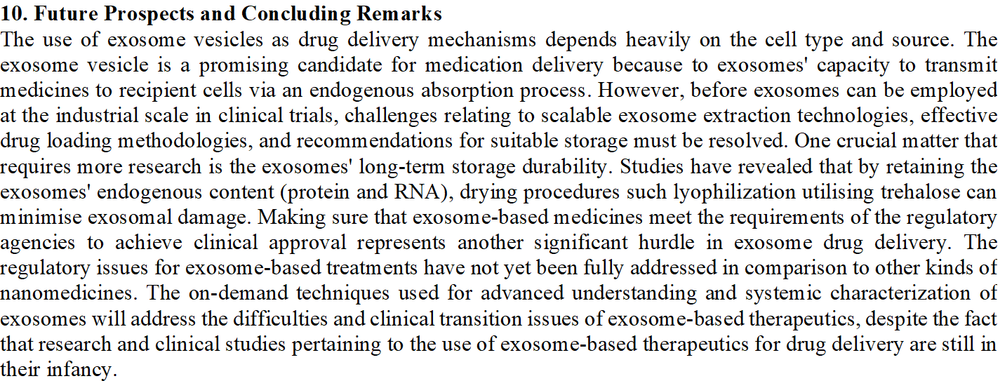 10. Future Prospects and Concluding Remarks
The use of exosome vesicles as drug delivery mechanisms depends heavily on the cell type and source. The
exosome vesicle is a promising candidate for medication delivery because to exosomes' capacity to transmit
medicines to recipient cells via an endogenous absorption process. However, before exosomes can be employed
at the industrial scale in clinical trials, challenges relating to scalable exosome extraction technologies, effective
drug loading methodologies, and recommendations for suitable storage must be resolved. One crucial matter that
requires more research is the exosomes' long-term storage durability. Studies have revealed that by retaining the
exosomes' endogenous content (protein and RNA), drying procedures such lyophilization utilising trehalose can
minimise exosomal damage. Making sure that exosome-based medicines meet the requirements of the regulatory
agencies to achieve clinical approval represents another significant hurdle in exosome drug delivery. The
regulatory issues for exosome-based treatments have not yet been fully addressed in comparison to other kinds of
nanomedicines. The on-demand techniques used for advanced understanding and systemic characterization of
exosomes will address the difficulties and clinical transition issues of exosome-based therapeutics, despite the fact
that research and clinical studies pertaining to the use of exosome-based therapeutics for drug delivery are still in
their infancy.